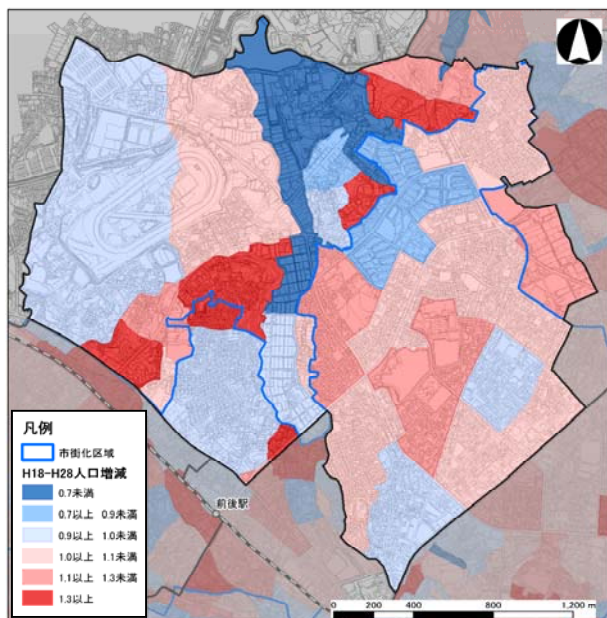 凡例
市街化区域
H18-H28人口増減
0.7未満
0.7以上 0.9未満
0.9以上 1.0未満
1.0以上 1.1未満
1.1以上 1.3未満
1.3以上
前後駅
0 200 400 800 1,200 m